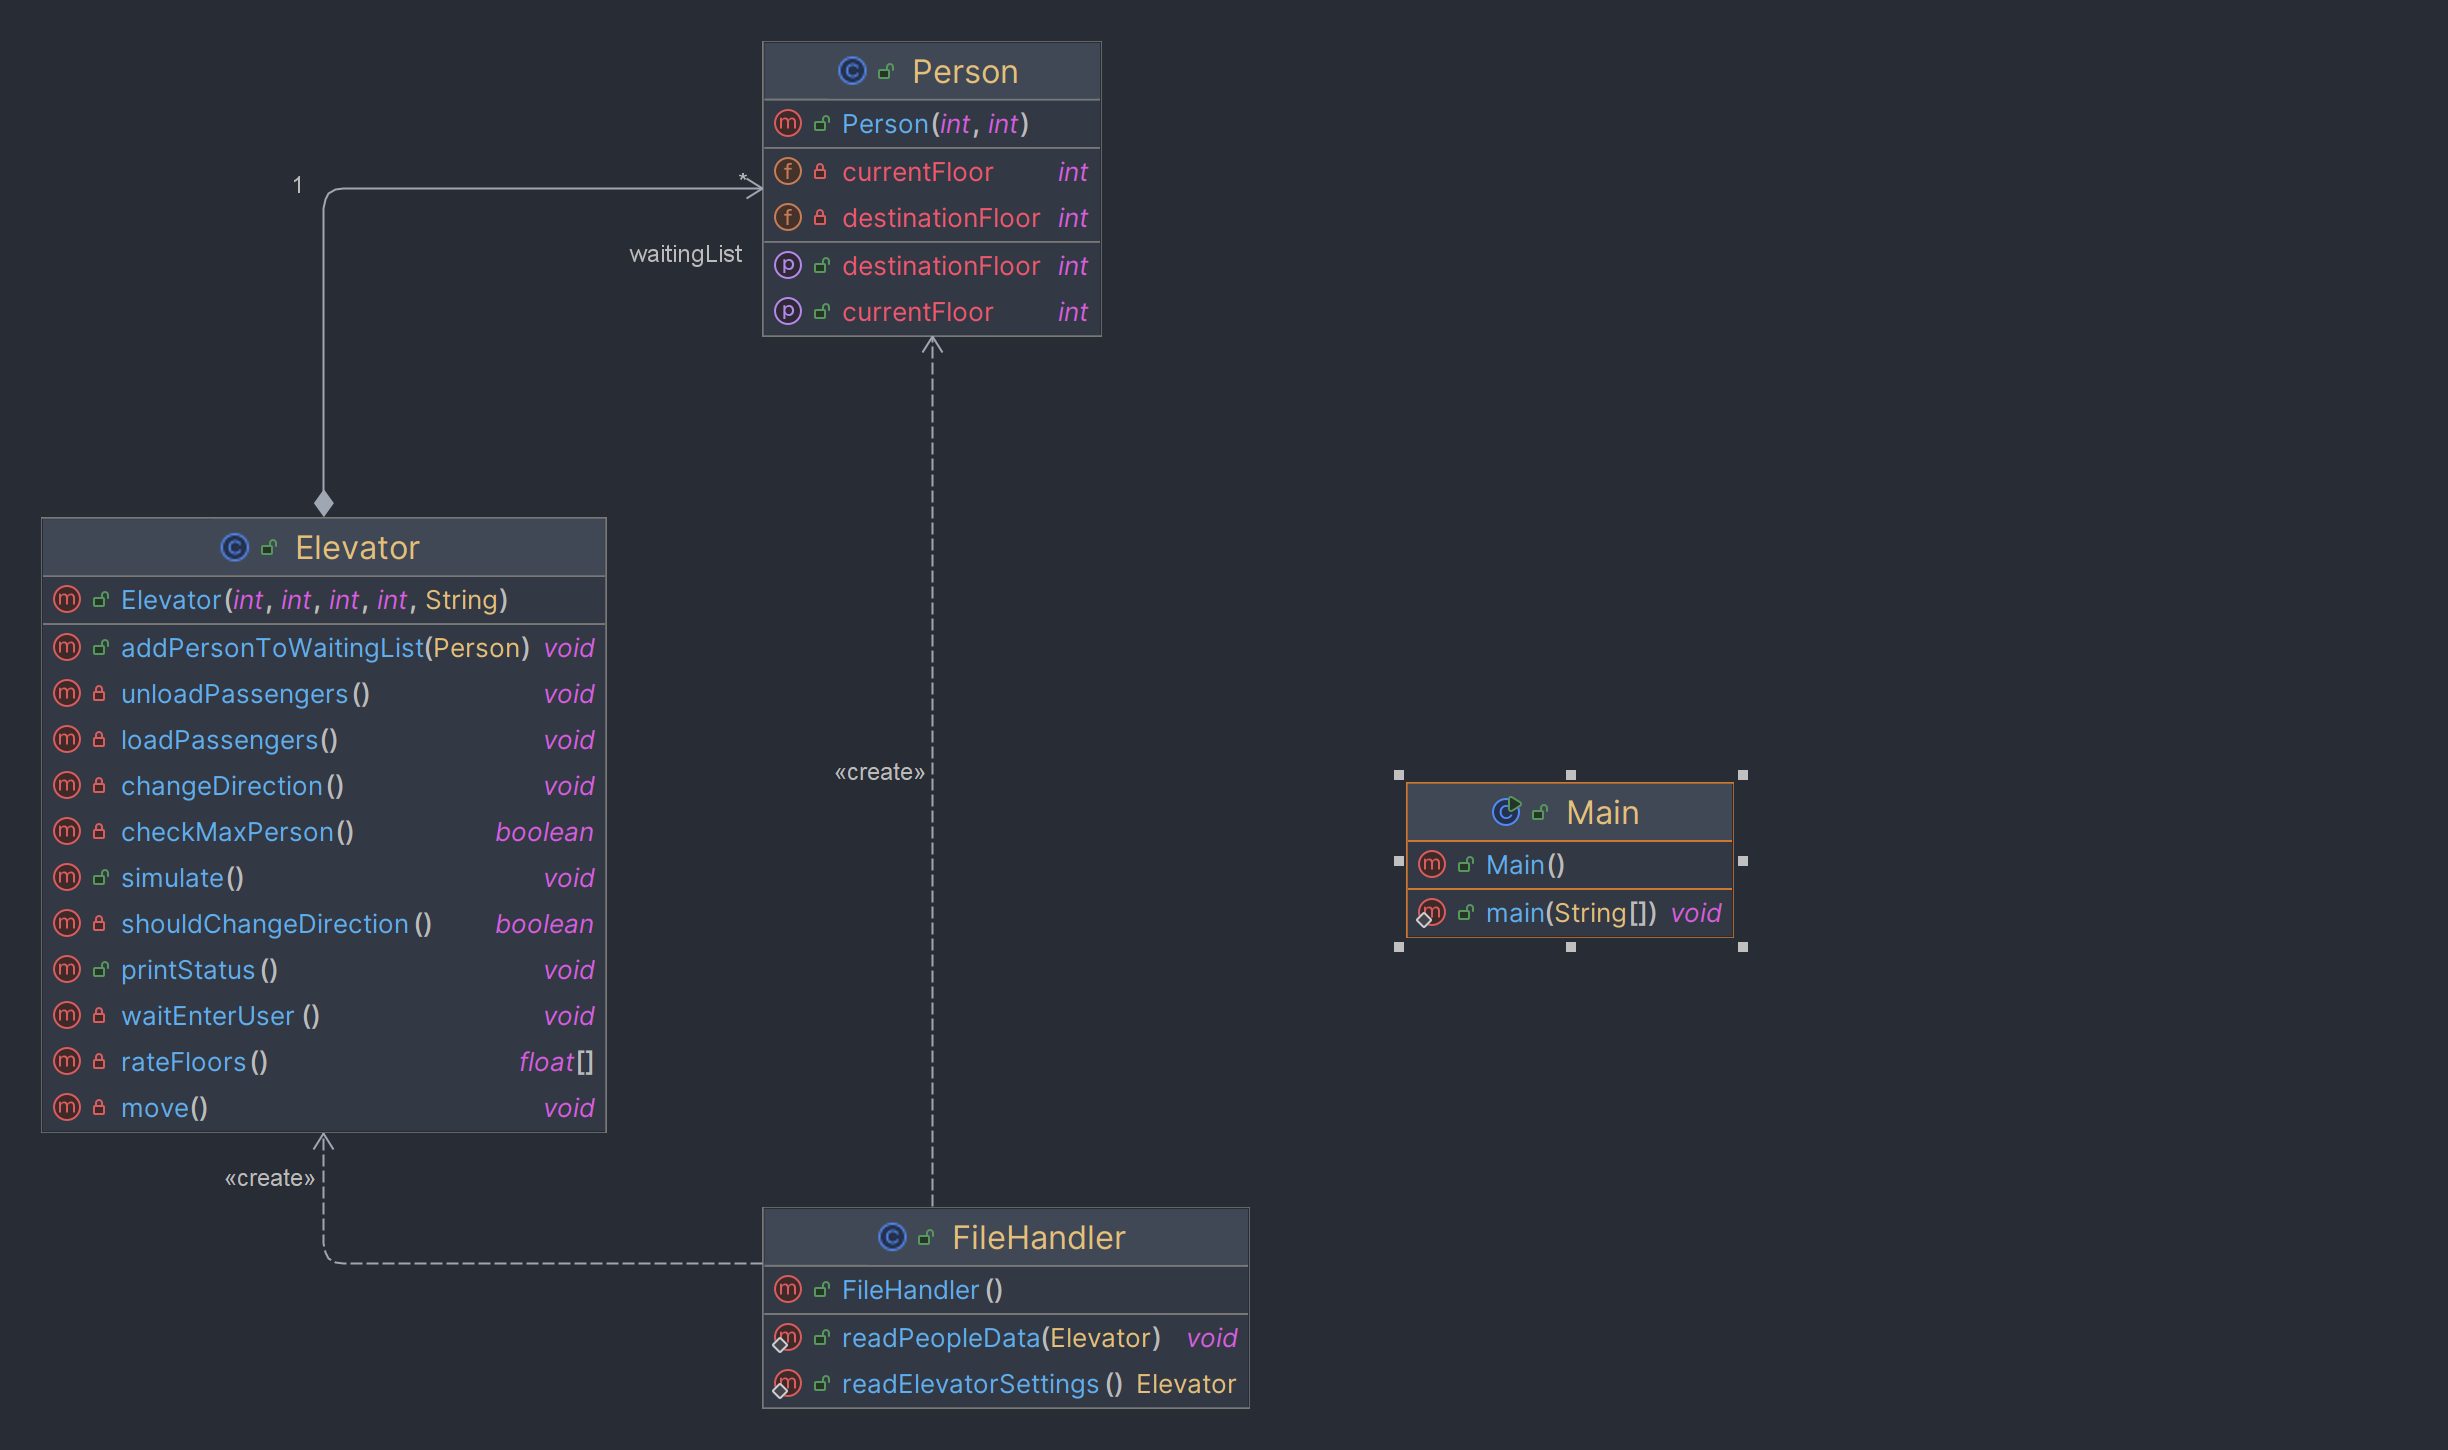 Person
Person(int, int)
currentFloor int
destinationFloor int
destinationFloor int
currentFloor int
1
*
waitingList
Elevator
Elevator(int, int, int, int, String)
addPersonToWaitingList(Person) void
unloadPassengers() void
loadPassengers() void
changeDirection() void
checkMaxPerson() boolean
simulate() void
shouldChangeDirection() boolean
printStatus() void
waitEnterUser() void
rateFloors() float[]
move() void
«create»
Main
Main()
main(String[]) void
«create»
FileHandler
FileHandler()
readPeopleData(Elevator) void
readElevatorSettings() Elevator